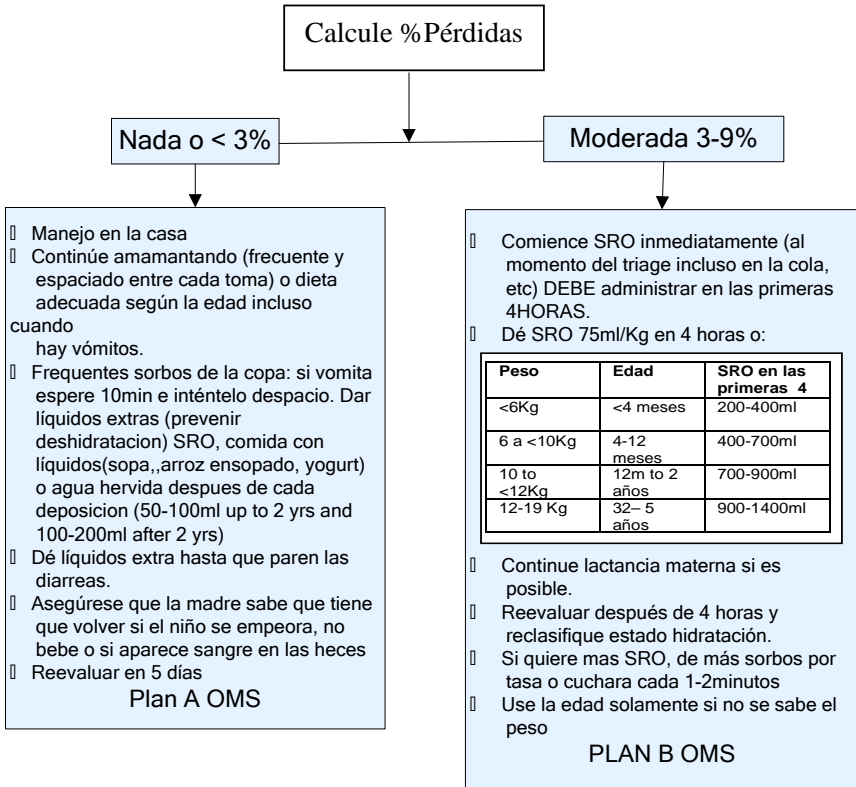 Calcule %Pérdidas
Nada o < 3%
Moderada 3-9%
▯ Manejo en la casa
▯ Continúe amamantando (frecuente y
espaciado entre cada toma) o dieta
adecuada según la edad incluso
cuando
hay vómitos.
▯ Frequentes sorbos de la copa: si vomita
espere 10min e inténtelo despacio. Dar
líquidos extras (prevenir
deshidratacion) SRO, comida con
líquidos(sopa,,arroz ensopado, yogurt)
o agua hervida despues de cada
deposicion (50-100ml up to 2 yrs and
100-200ml after 2 yrs)
▯ Dé líquidos extra hasta que paren las
diarreas.
▯ Asegúrese que la madre sabe que tiene
que volver si el niño se empeora, no
bebe o si aparece sangre en las heces
▯ Reevaluar en 5 días
Plan A OMS
▯ Comience SRO inmediatamente (al
momento del triage incluso en la cola,
etc) DEBE administrar en las primeras
4HORAS.
▯ Dé SRO 75ml/Kg en 4 horas o:
Peso Edad SRO en las
primeras 4
<6Kg <4 meses 200-400ml
6 a <10Kg 4-12
meses 400-700ml
10 to
<12Kg 12m to 2
años 700-900ml
12-19 Kg 32– 5
años 900-1400ml
▯ Continue lactancia materna si es
posible.
▯ Reevaluar después de 4 horas y
reclasifique estado hidratación.
▯ Si quiere mas SRO, de más sorbos por
tasa o cuchara cada 1-2minutos
▯ Use la edad solamente si no se sabe el
peso
PLAN B OMS